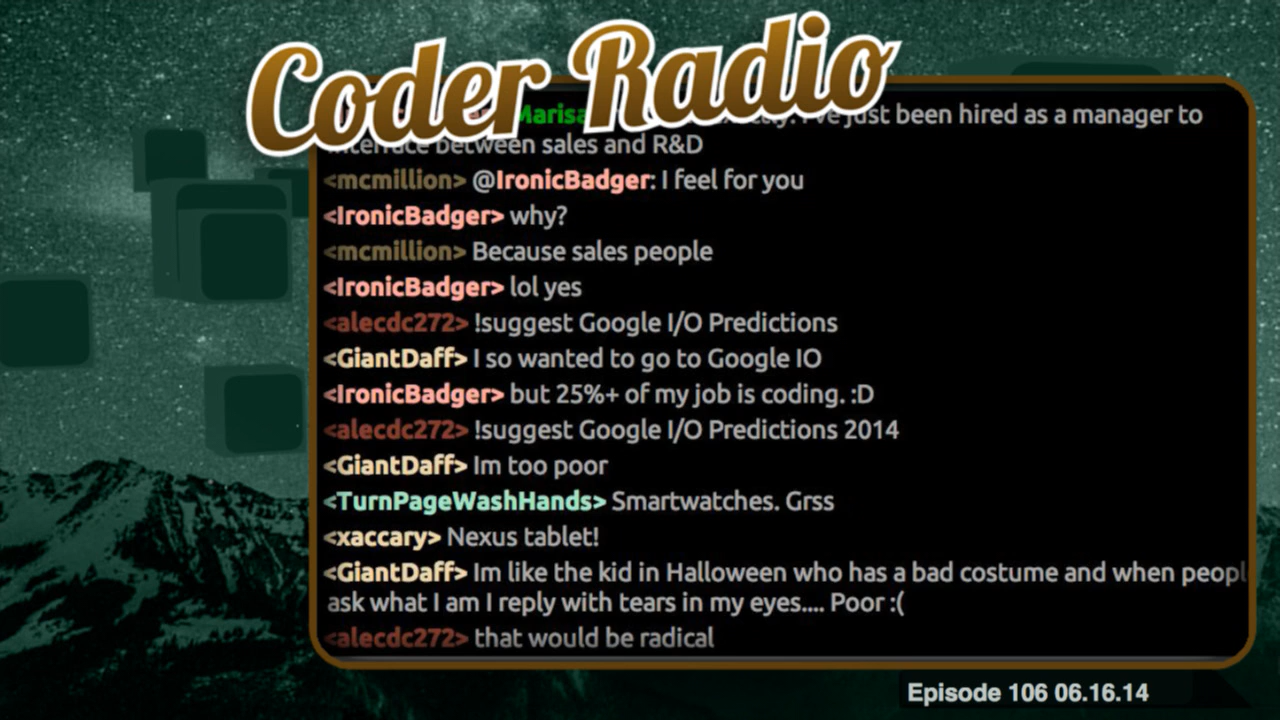 Coder Radio
Marisa I've just been hired as a manager to
interface between sales and R&D
<mcmillion> @IronicBadger: I feel for you
<IronicBadger> why?
<mcmillion> Because sales people
<IronicBadger> lol yes
<alecdc272> !suggest Google I/O Predictions
<GiantDaff> I so wanted to go to Google IO
<IronicBadger> but 25%+ of my job is coding. :D
<alecdc272> !suggest Google I/O Predictions 2014
<GiantDaff> Im too poor
<TurnPageWashHands> Smartwatches. Grss
<xaccary> Nexus tablet!
<GiantDaff> Im like the kid in Halloween who has a bad costume and when peopl
ask what I am I reply with tears in my eyes.... Poor :(
<alecdc272> that would be radical
Episode 106 06.16.14